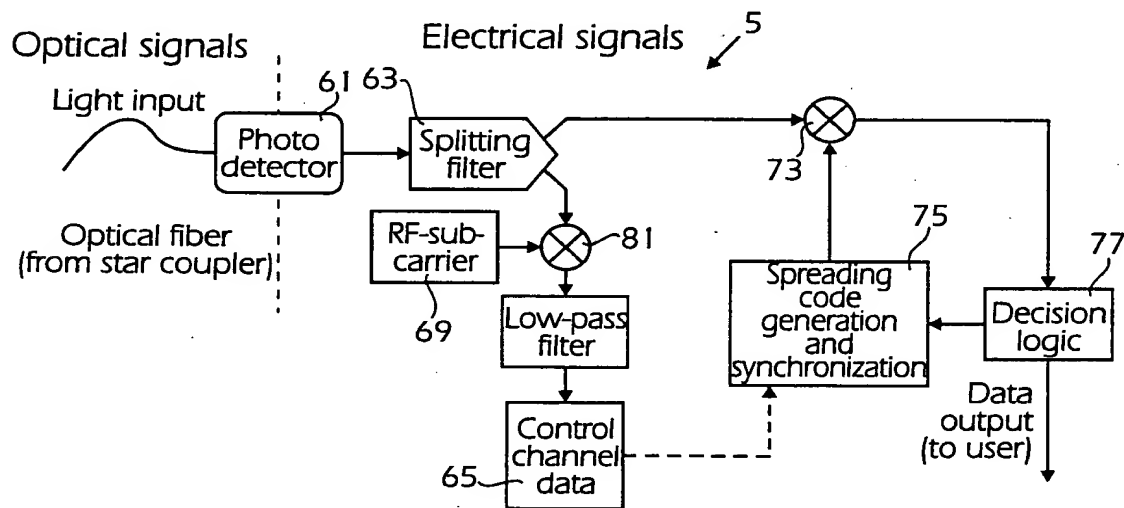 Optical signals
Electrical signals
5
Light input
61
63
Photo
detector
Splitting
filter
73
Optical fiber
(from star coupler)
RF-sub-
carrier
69
81
75
77
Low-pass
filter
Spreading
code
generation
and
synchronization
Decision
logic
Control
channel
data
65
Data
output
(to user)